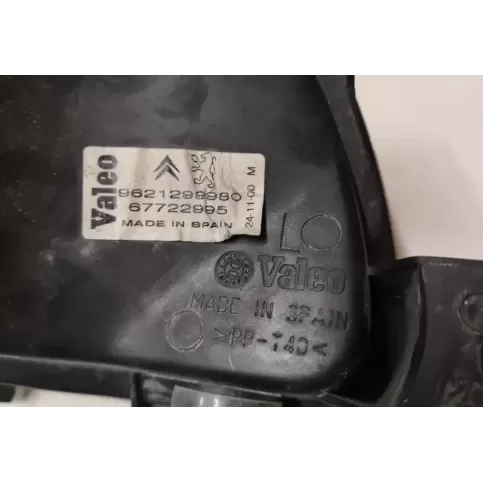 Valeo
9621299980
67722995
MADE IN SPAIN
24-11-00 M
L
Valeo
MADE IN SPAIN
>PP-T40<